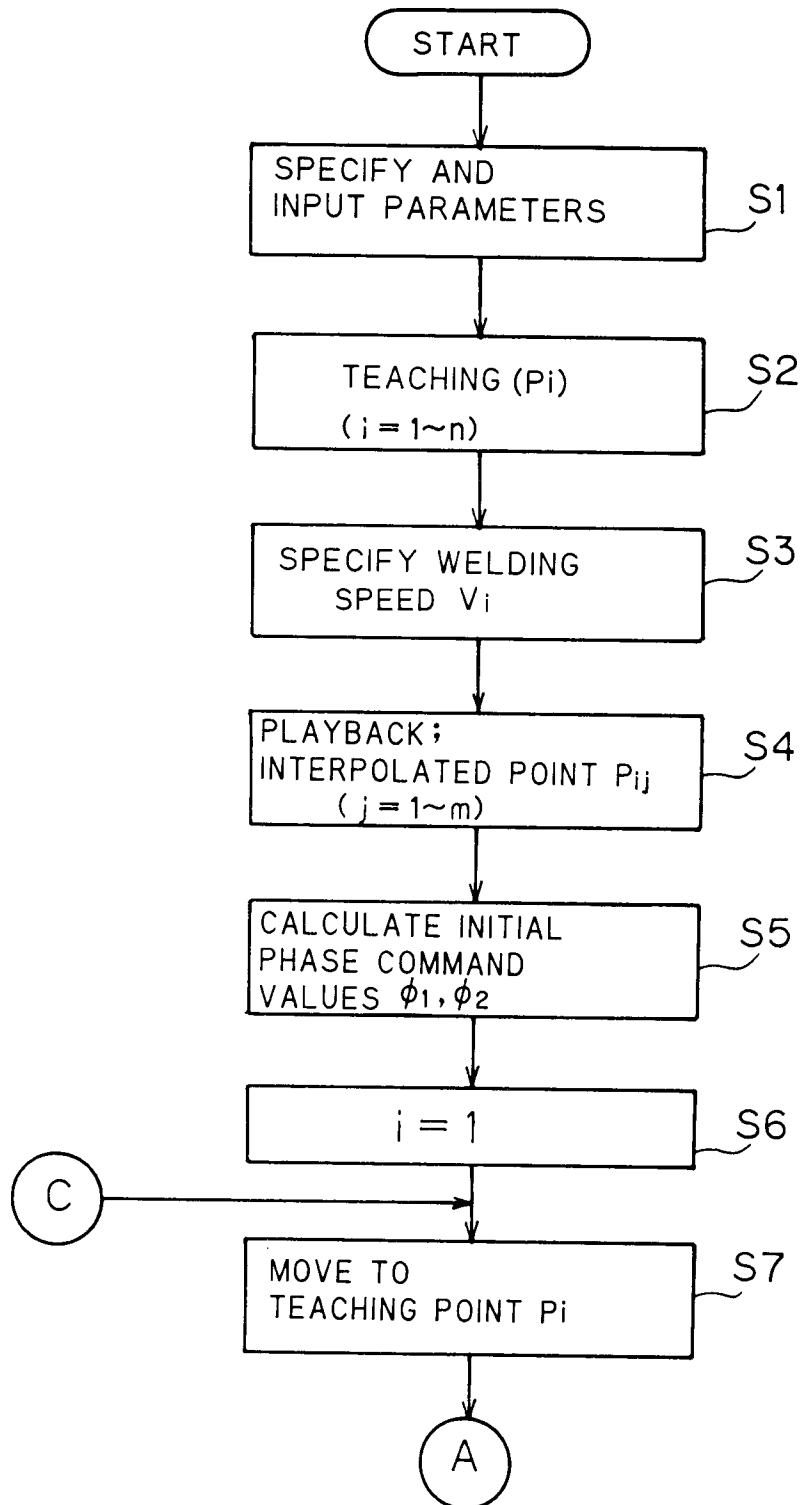 START
SPECIFY AND
INPUT PARAMETERS
S1
TEACHING (Pi)
(i = 1~n)
S2
SPECIFY WELDING
SPEED Vi
S3
PLAYBACK;
INTERPOLATED POINT Pij
(j = 1~m)
S4
CALCULATE INITIAL
PHASE COMMAND
VALUES ϕ1, ϕ2
S5
i = 1
S6
C
MOVE TO
TEACHING POINT Pi
S7
A